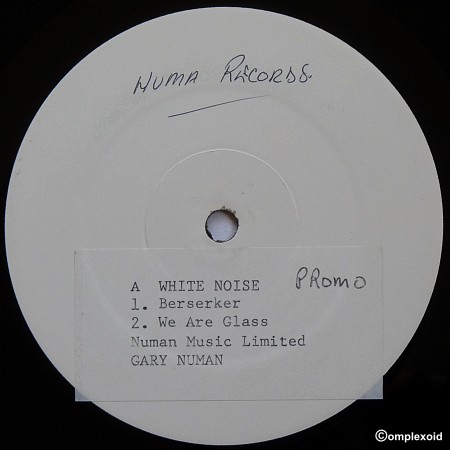 NUMA RECORDS.
A WHITE NOISE PROMO
1. Berserker
2. We Are Glass
Numan Music Limited
GARY NUMAN
©omplexoid